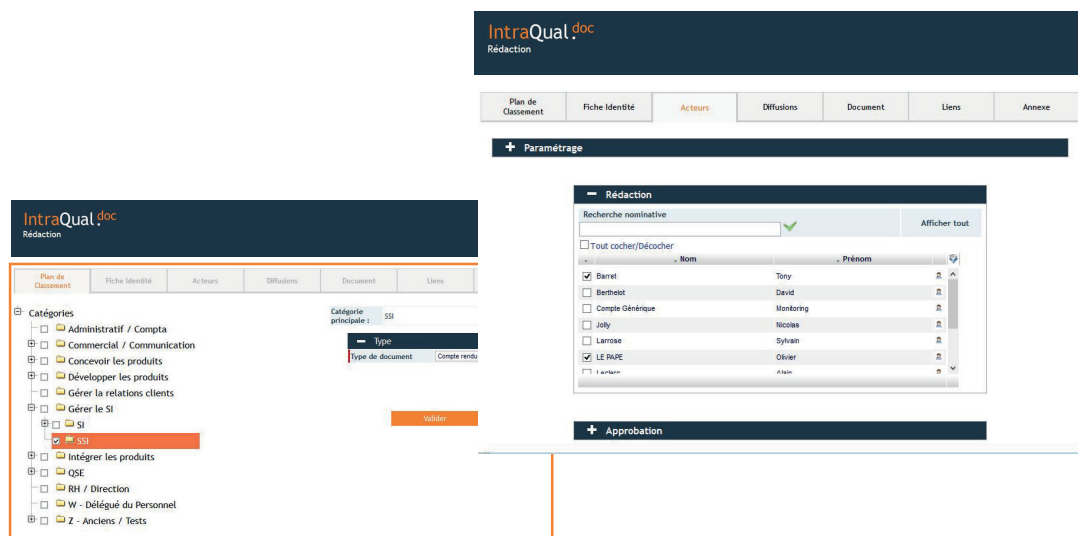 IntraQual.doc
Rédaction
Plan de Classement
Fiche Identité
Acteurs
Diffusions
Document
Liens
Annexe
Paramétrage
Rédaction
Recherche nominative
Afficher tout
Tout cocher/Décocher
Nom Prénom
Barret Tony
Berthelot David
Compte Générique Monitoring
Jolly Nicolas
Larrose Sylvain
LE PAPE Olivier
Leclerc Alain
Approbation
IntraQual.doc
Rédaction
Plan de Classement
Fiche Identité
Acteurs
Diffusions
Document
Liens
Catégories
Administratif / Compta
Commercial / Communication
Concevoir les produits
Développer les produits
Gérer la relations clients
Gérer le SI
SI
SSI
Intégrer les produits
QSE
RH / Direction
W - Délégué du Personnel
Z - Anciens / Tests
Catégorie principale : SSI
Type
Type de document Compte rendu
Valider